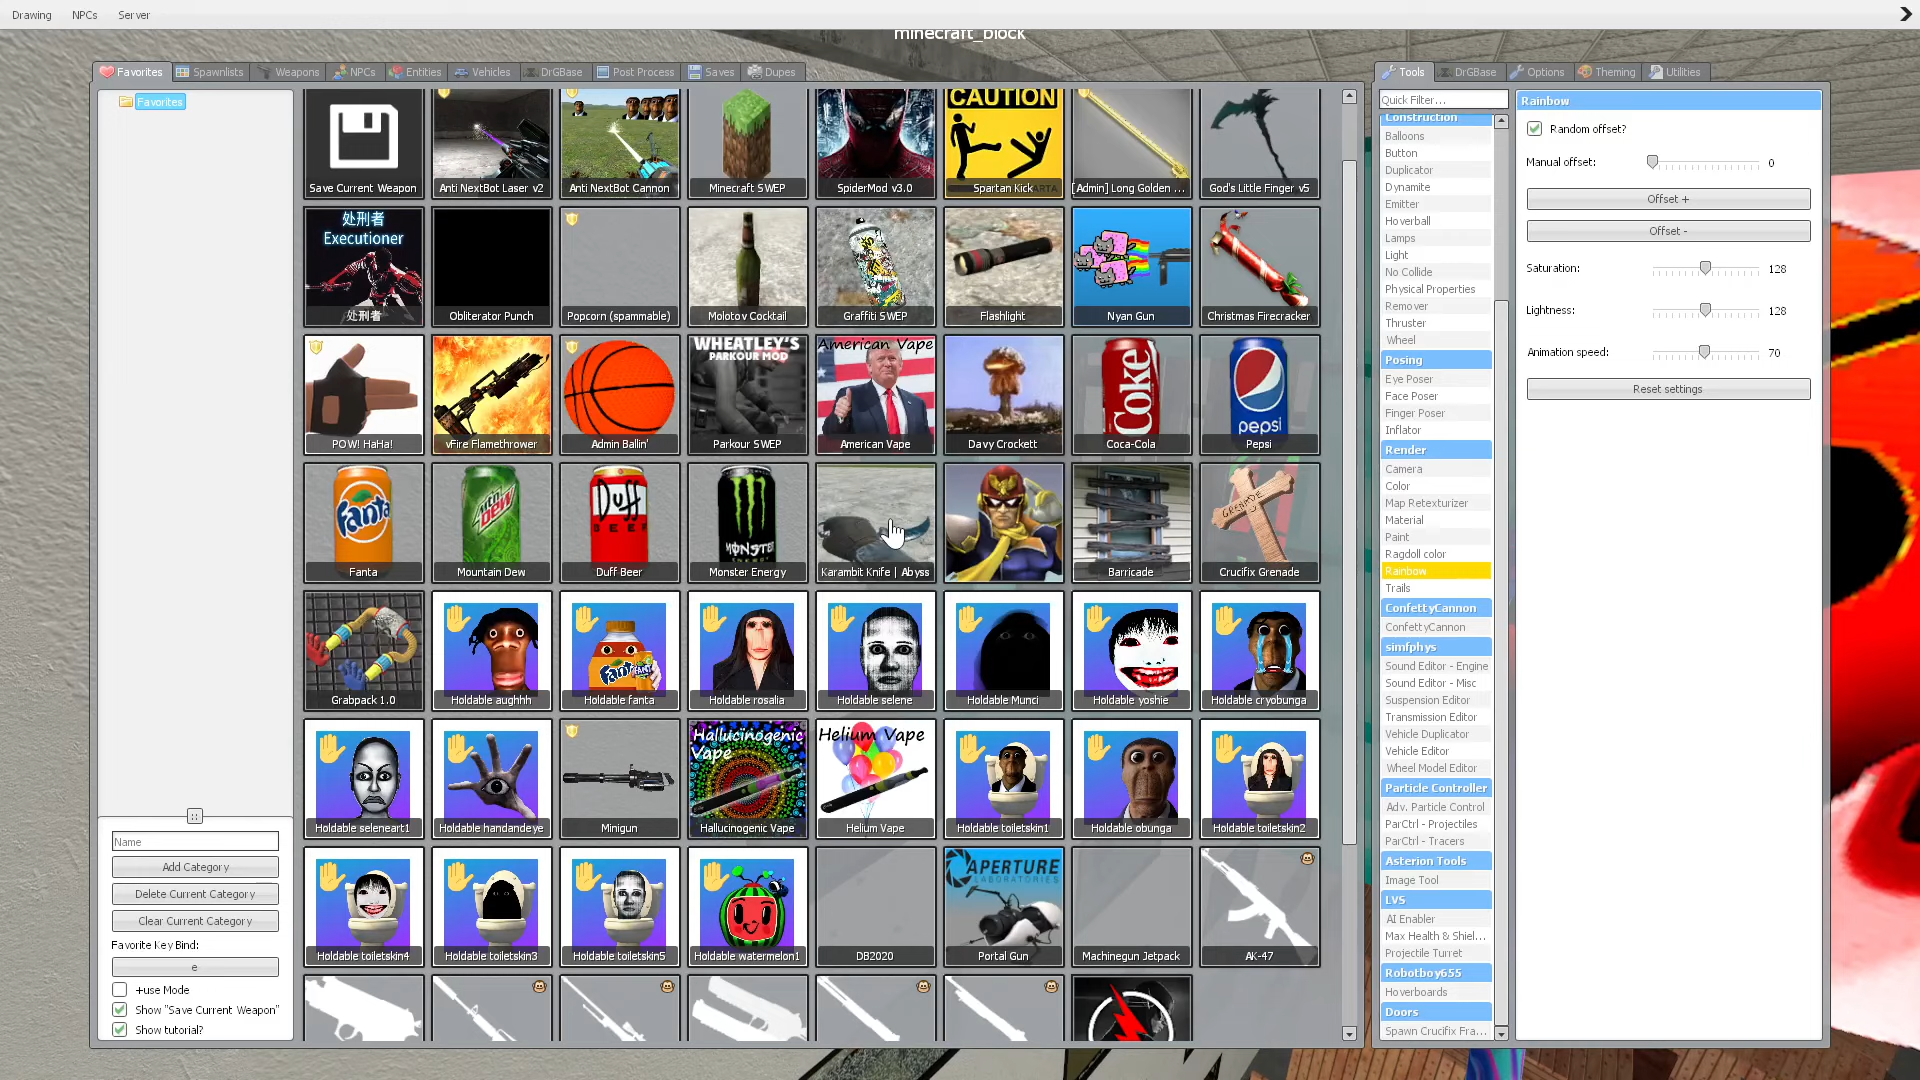 Drawing NPCs Server
minecraft_block
Favorites Spawnlists Weapons NPCs Entities Vehicles DrGBase Post Process Saves Dupes
Favorites
Save Current Weapon
Anti NextBot Laser v2
Anti NextBot Cannon
Minecraft SWEP
SpiderMod v3.0
CAUTION
Spartan Kick
[Admin] Long Golden ...
God's Little Finger v5
处刑者
Executioner
处刑者
Obliterator Punch
Popcorn (spammable)
Molotov Cocktail
Graffiti SWEP
Flashlight
Nyan Gun
Christmas Firecracker
POW! HaHa!
vFire Flamethrower
Admin Ballin'
WHEATLEY'S
PARKOUR MOD
Parkour SWEP
American Vape
American Vape
Davy Crockett
Coke
Coca-Cola
pepsi
Pepsi
Fanta
Fanta
Mtn
DEW
Mountain Dew
Duff
BEER
Duff Beer
MONSTER
ENERGY
Monster Energy
Karambit Knife | Abyss
Barricade
GRENADE
Crucifix Grenade
Grabpack 1.0
Holdable aughhh
Fanta
Holdable fanta
Holdable rosalia
Holdable selene
Holdable Munci
Holdable yoshie
Holdable cryobunga
Holdable seleneart1
Holdable handandeye
Minigun
Hallucinogenic
Vape
Hallucinogenic Vape
Helium Vape
Helium Vape
Holdable toiletskin1
Holdable obunga
Holdable toiletskin2
Holdable toiletskin4
Holdable toiletskin3
Holdable toiletskin5
Holdable watermelon1
DB2020
APERTURE
LABORATORIES
Portal Gun
Machinegun Jetpack
AK-47
Name
Add Category
Delete Current Category
Clear Current Category
Favorite Key Bind:
e
+use Mode
Show "Save Current Weapon"
Show tutorial?
Tools DrGBase Options Theming Utilities
Quick Filter...
Construction
Balloons
Button
Duplicator
Dynamite
Emitter
Hoverball
Lamps
Light
No Collide
Physical Properties
Remover
Thruster
Wheel
Posing
Eye Poser
Face Poser
Finger Poser
Inflator
Render
Camera
Color
Map Retexturizer
Material
Paint
Ragdoll color
Rainbow
Trails
ConfettyCannon
ConfettyCannon
simfphys
Sound Editor - Engine
Sound Editor - Misc
Suspension Editor
Transmission Editor
Vehicle Duplicator
Vehicle Editor
Wheel Model Editor
Particle Controller
Adv. Particle Control
ParCtrl - Projectiles
ParCtrl - Tracers
Asterion Tools
Image Tool
LVS
AI Enabler
Max Health & Shiel...
Projectile Turret
Robotboy655
Hoverboards
Doors
Spawn Crucifix Fra...
Rainbow
Random offset?
Manual offset: 0
Offset +
Offset -
Saturation: 128
Lightness: 128
Animation speed: 70
Reset settings